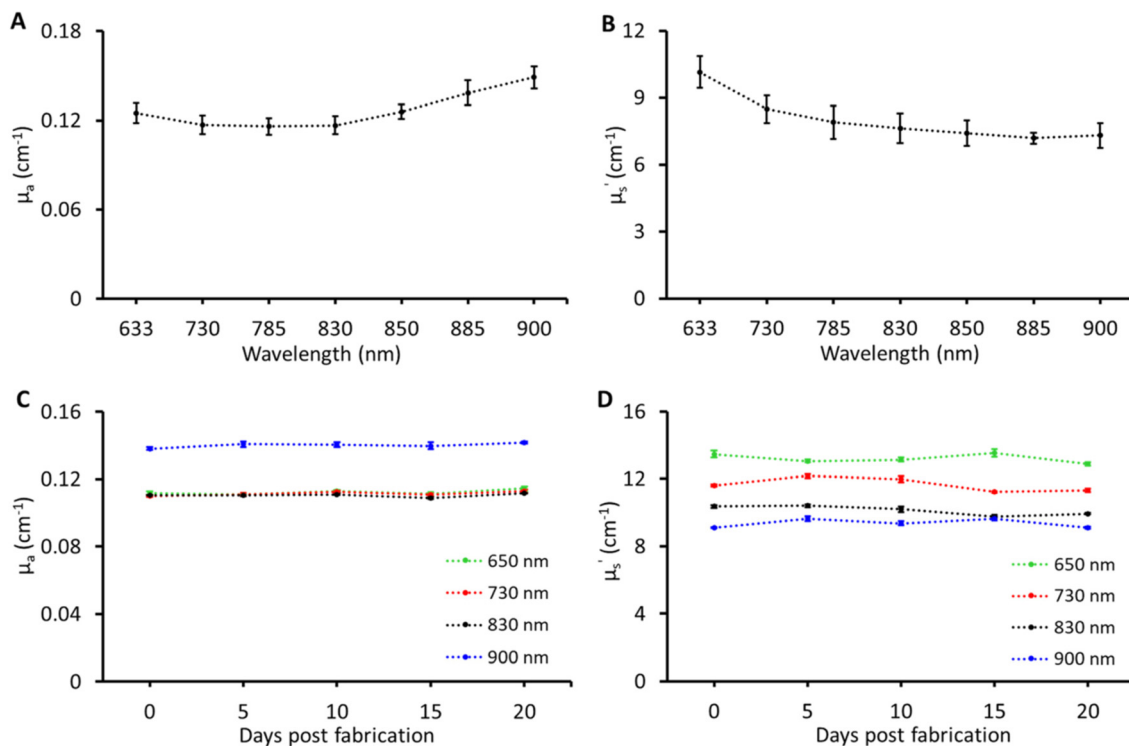 A
0.18
0.12
0.06
0
μa (cm-1)
633 730 785 830 850 885 900
Wavelength (nm)
B
12
9
6
3
0
μs' (cm-1)
633 730 785 830 850 885 900
Wavelength (nm)
C
0.16
0.12
0.08
0.04
0
μa (cm-1)
650 nm
730 nm
830 nm
900 nm
0 5 10 15 20
Days post fabrication
D
16
12
8
4
0
μs' (cm-1)
650 nm
730 nm
830 nm
900 nm
0 5 10 15 20
Days post fabrication